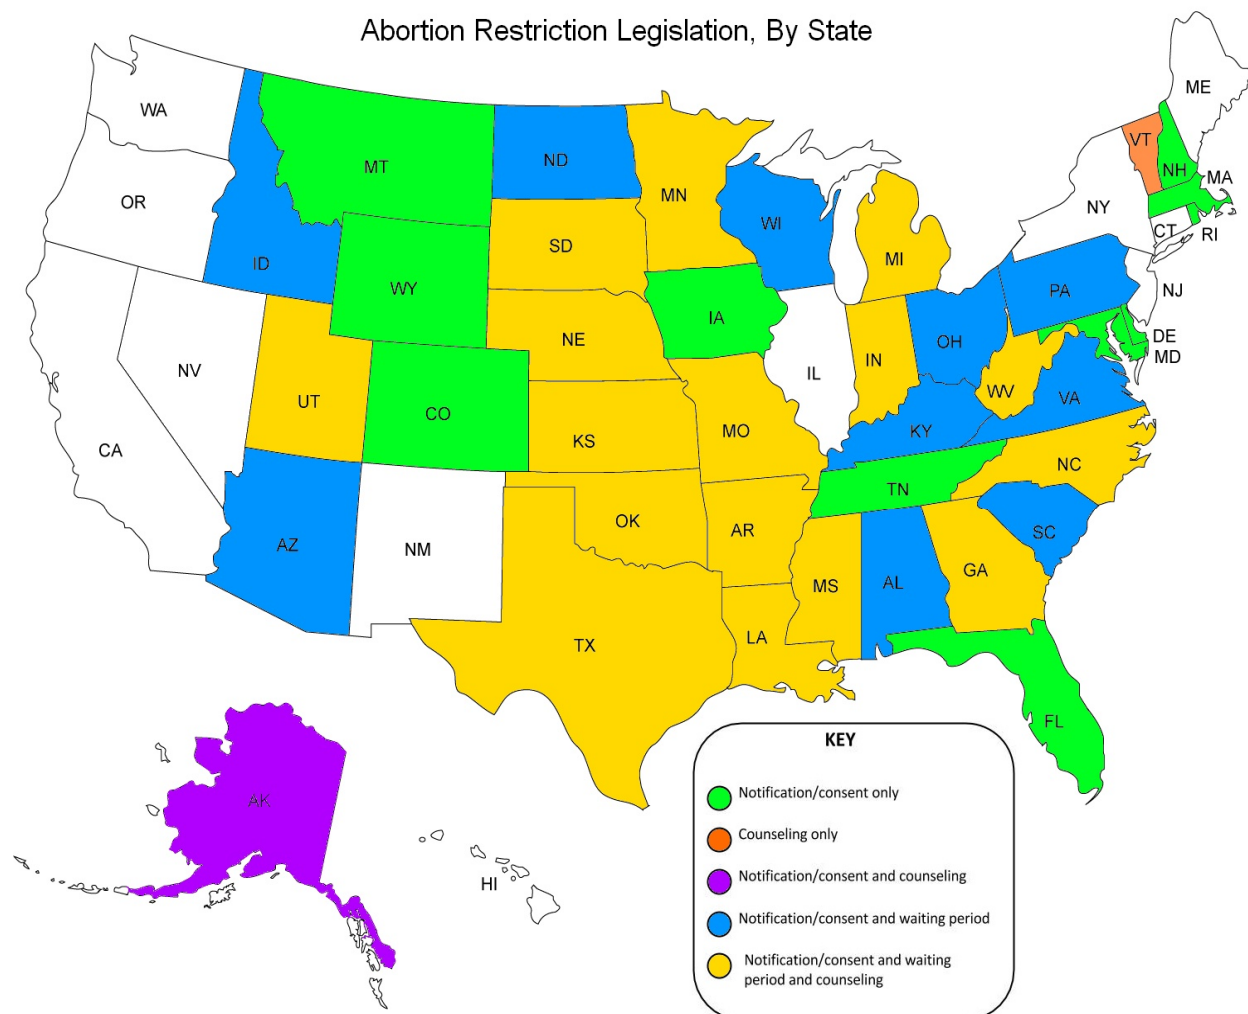 Abortion Restriction Legislation, By State
WA
MT
ND
MN
VT
ME
NH
MA
OR
ID
WY
SD
WI
MI
NY
CT
RI
NV
UT
CO
NE
IA
IL
IN
OH
PA
NJ
DE
MD
CA
AZ
NM
KS
MO
KY
WV
VA
OK
AR
TN
NC
TX
LA
MS
AL
GA
SC
FL
AK
HI
KEY
Notification/consent only
Counseling only
Notification/consent and counseling
Notification/consent and waiting period
Notification/consent and waiting
period and counseling